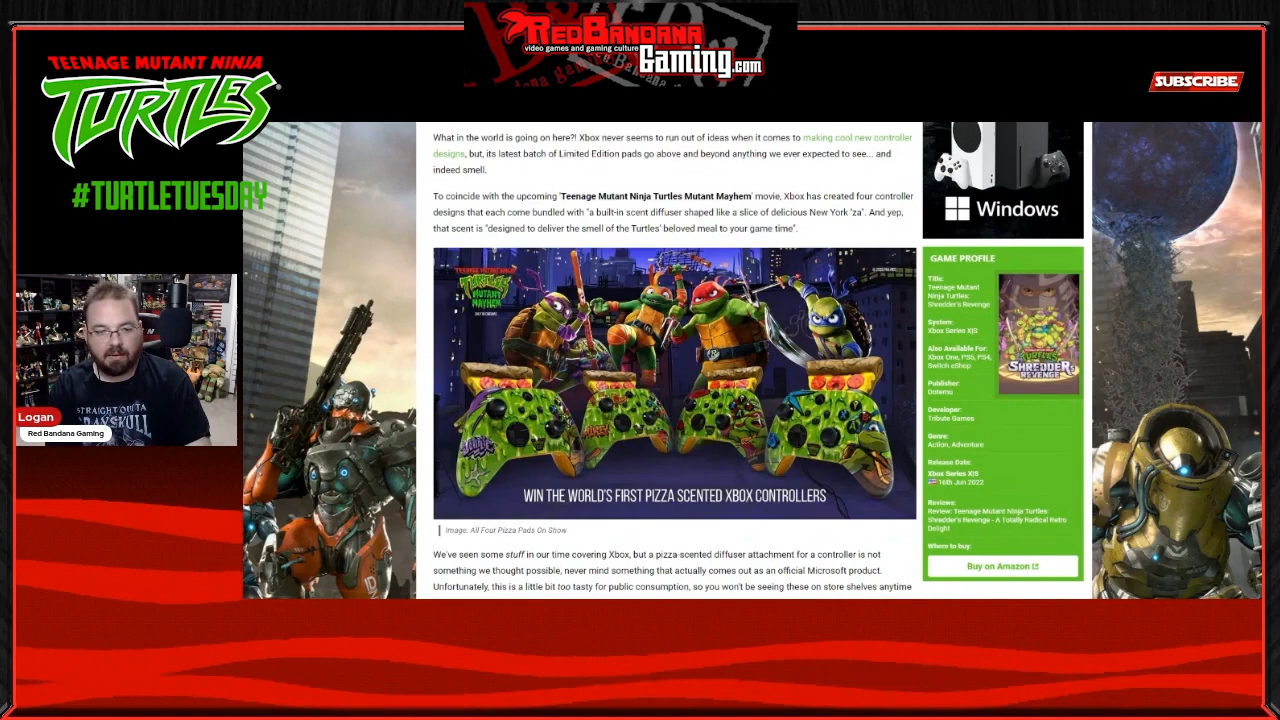 RedBandana
video games and gaming culture
Gaming.com
TEENAGE MUTANT NINJA
TURTLES
#TURTLETUESDAY
SUBSCRIBE
What in the world is going on here?! Xbox never seems to run out of ideas when it comes to making cool new controller
designs, but, its latest batch of Limited Edition pads go above and beyond anything we ever expected to see... and
indeed smell.
To coincide with the upcoming 'Teenage Mutant Ninja Turtles Mutant Mayhem' movie, Xbox has created four controller
designs that each come bundled with "a built-in scent diffuser shaped like a slice of delicious New York 'za". And yep,
that scent is "designed to deliver the smell of the Turtles' beloved meal to your game time".
TEENAGE MUTANT NINJA
TURTLES
MUTANT
MAYHEM
WIN THE WORLD'S FIRST PIZZA SCENTED XBOX CONTROLLERS
Image: All Four Pizza Pads On Show
We've seen some stuff in our time covering Xbox, but a pizza-scented diffuser attachment for a controller is not
something we thought possible, never mind something that actually comes out as an official Microsoft product.
Unfortunately, this is a little bit too tasty for public consumption, so you won't be seeing these on store shelves anytime
Windows
GAME PROFILE
Title:
Teenage Mutant
Ninja Turtles:
Shredder's Revenge
System:
Xbox Series X|S
Also Available For:
Xbox One, PS5, PS4,
Switch eShop
Publisher:
Dotemu
Developer:
Tribute Games
Genre:
Action, Adventure
Release Date:
Xbox Series X|S
16th Jun 2022
Reviews:
Review: Teenage Mutant Ninja Turtles:
Shredder's Revenge - A Totally Radical Retro
Delight
Where to buy:
Buy on Amazon
TURTLES
SHREDDER'S
REVENGE
STRAIGHT OUTTA
GRAYSKULL
Logan
Red Bandana Gaming